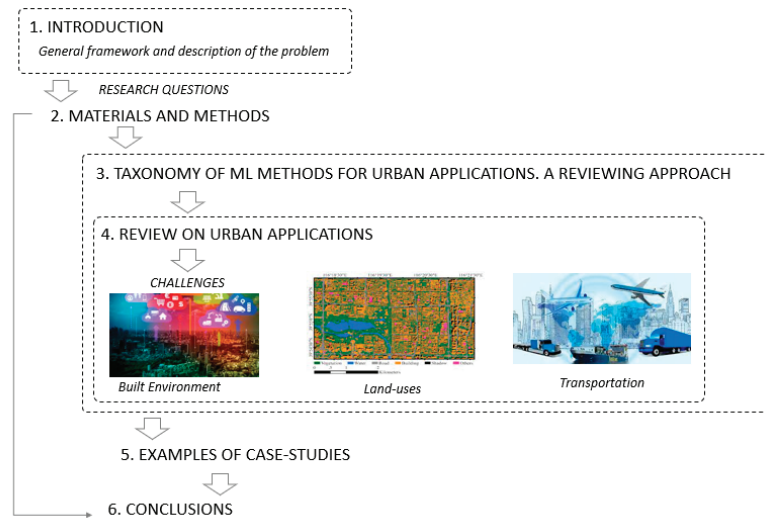 1. INTRODUCTION
General framework and description of the problem
RESEARCH QUESTIONS
2. MATERIALS AND METHODS
3. TAXONOMY OF ML METHODS FOR URBAN APPLICATIONS. A REVIEWING APPROACH
4. REVIEW ON URBAN APPLICATIONS
CHALLENGES
Built Environment
Land-uses
Transportation
5. EXAMPLES OF CASE-STUDIES
6. CONCLUSIONS